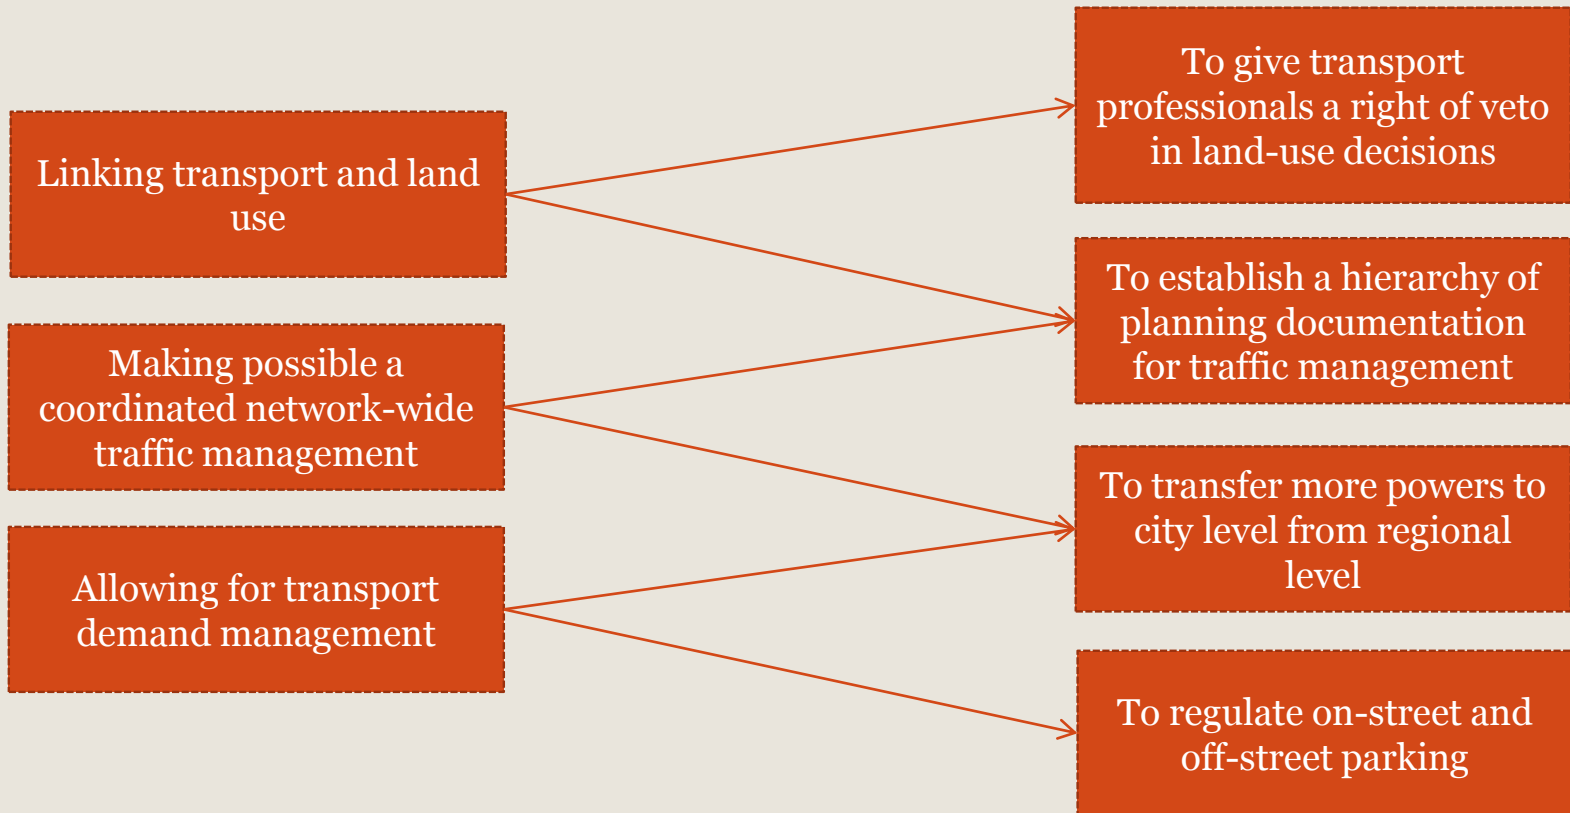 Linking transport and land
use
Making possible a
coordinated network-wide
traffic management
Allowing for transport
demand management
To give transport
professionals a right of veto
in land-use decisions
To establish a hierarchy of
planning documentation
for traffic management
To transfer more powers to
city level from regional
level
To regulate on-street and
off-street parking